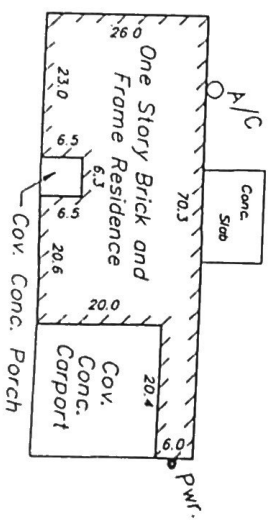 26.0
One Story Brick and
Frame Residence
A/C
23.0
6.5
6.3
6.5
70.3
Conc.
Slab
20.6
Cov. Conc. Porch
20.0
20.4
Cov.
Conc.
Carport
6.0
Pwr.